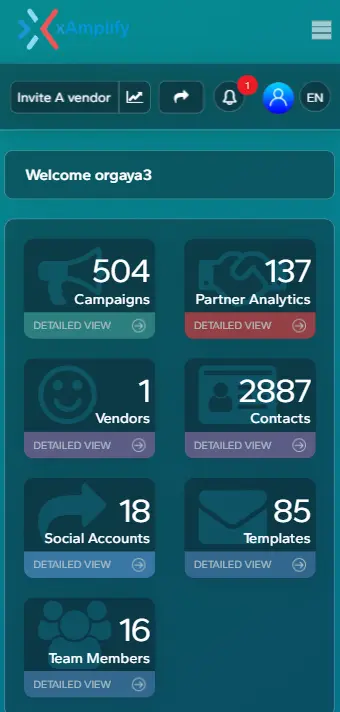 xAmplify
Invite A vendor
1
EN
Welcome orgaya3
504
Campaigns
DETAILED VIEW
137
Partner Analytics
DETAILED VIEW
1
Vendors
DETAILED VIEW
2887
Contacts
DETAILED VIEW
18
Social Accounts
DETAILED VIEW
85
Templates
DETAILED VIEW
16
Team Members
DETAILED VIEW